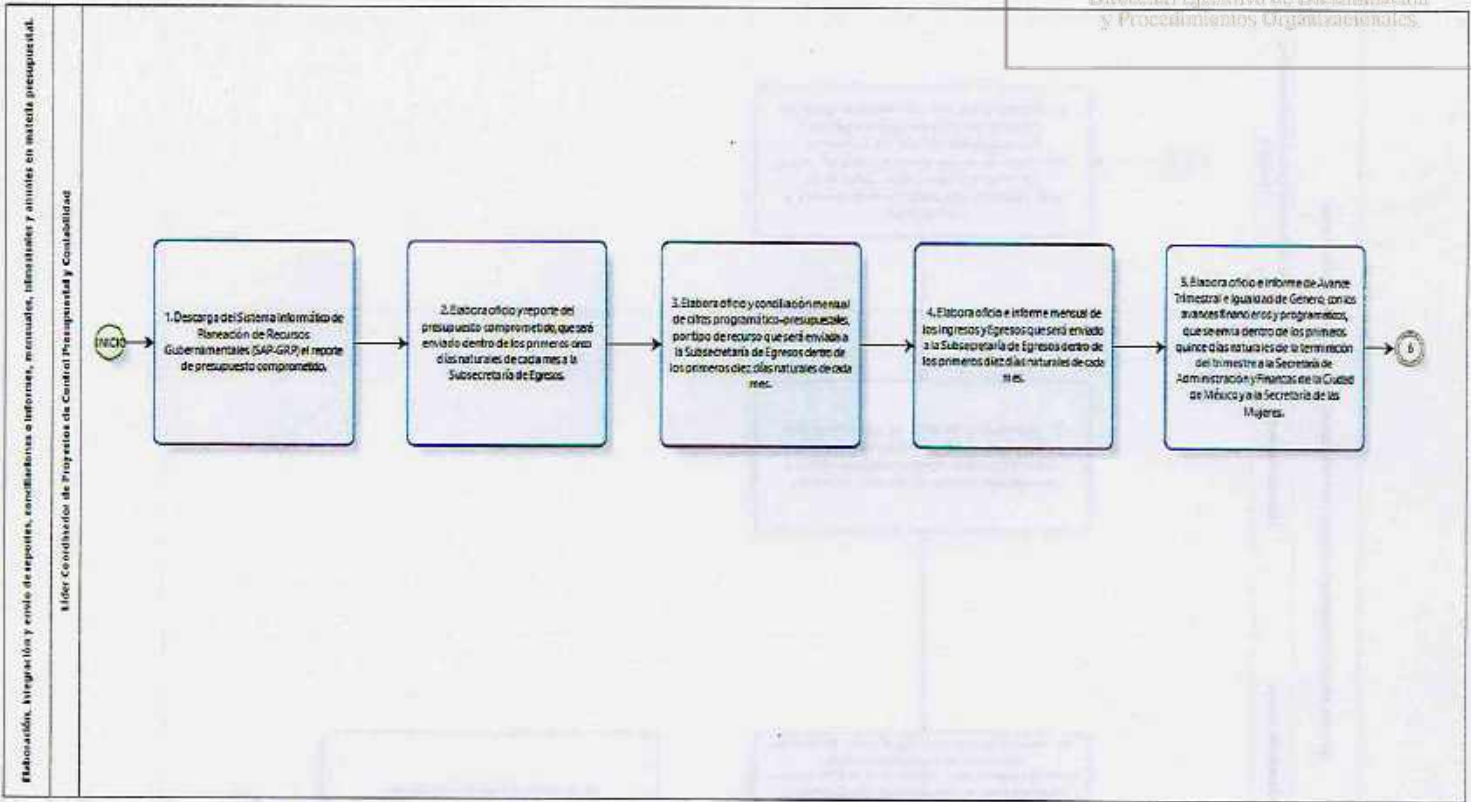 y Procedimientos Organizacionales.
Elaboración, integración y envío de reportes, conciliaciones e informes, mensuales, trimestrales y anuales en materia presupuestal.
Líder Coordinador de Proyectos de Control Presupuestal y Contabilidad
INICIO
1. Descarga del Sistema Informático de
Planeación de Recursos
Gubernamentales (SAP-GRP) el reporte
de presupuesto comprometido.
2. Elabora oficio y reporte del
presupuesto comprometido, que será
enviado dentro de los primeros once
días naturales de cada mes a la
Subsecretaría de Egresos.
3. Elabora oficio y conciliación mensual
de cifras programático-presupuestales,
por tipo de recurso que será enviada a
la Subsecretaría de Egresos dentro de
los primeros diez días naturales de cada
mes.
4. Elabora oficio e informe mensual de
los Ingresos y Egresos que será enviado
a la Subsecretaría de Egresos dentro de
los primeros diez días naturales de cada
mes.
5. Elabora oficio e informe de Avance
Trimestral e Igualdad de Género, con los
avances financieros y programáticos,
que se envía dentro de los primeros
quince días naturales de la terminación
del trimestre a la Secretaría de
Administración y Finanzas de la Ciudad
de México y a la Secretaría de las
Mujeres.
6